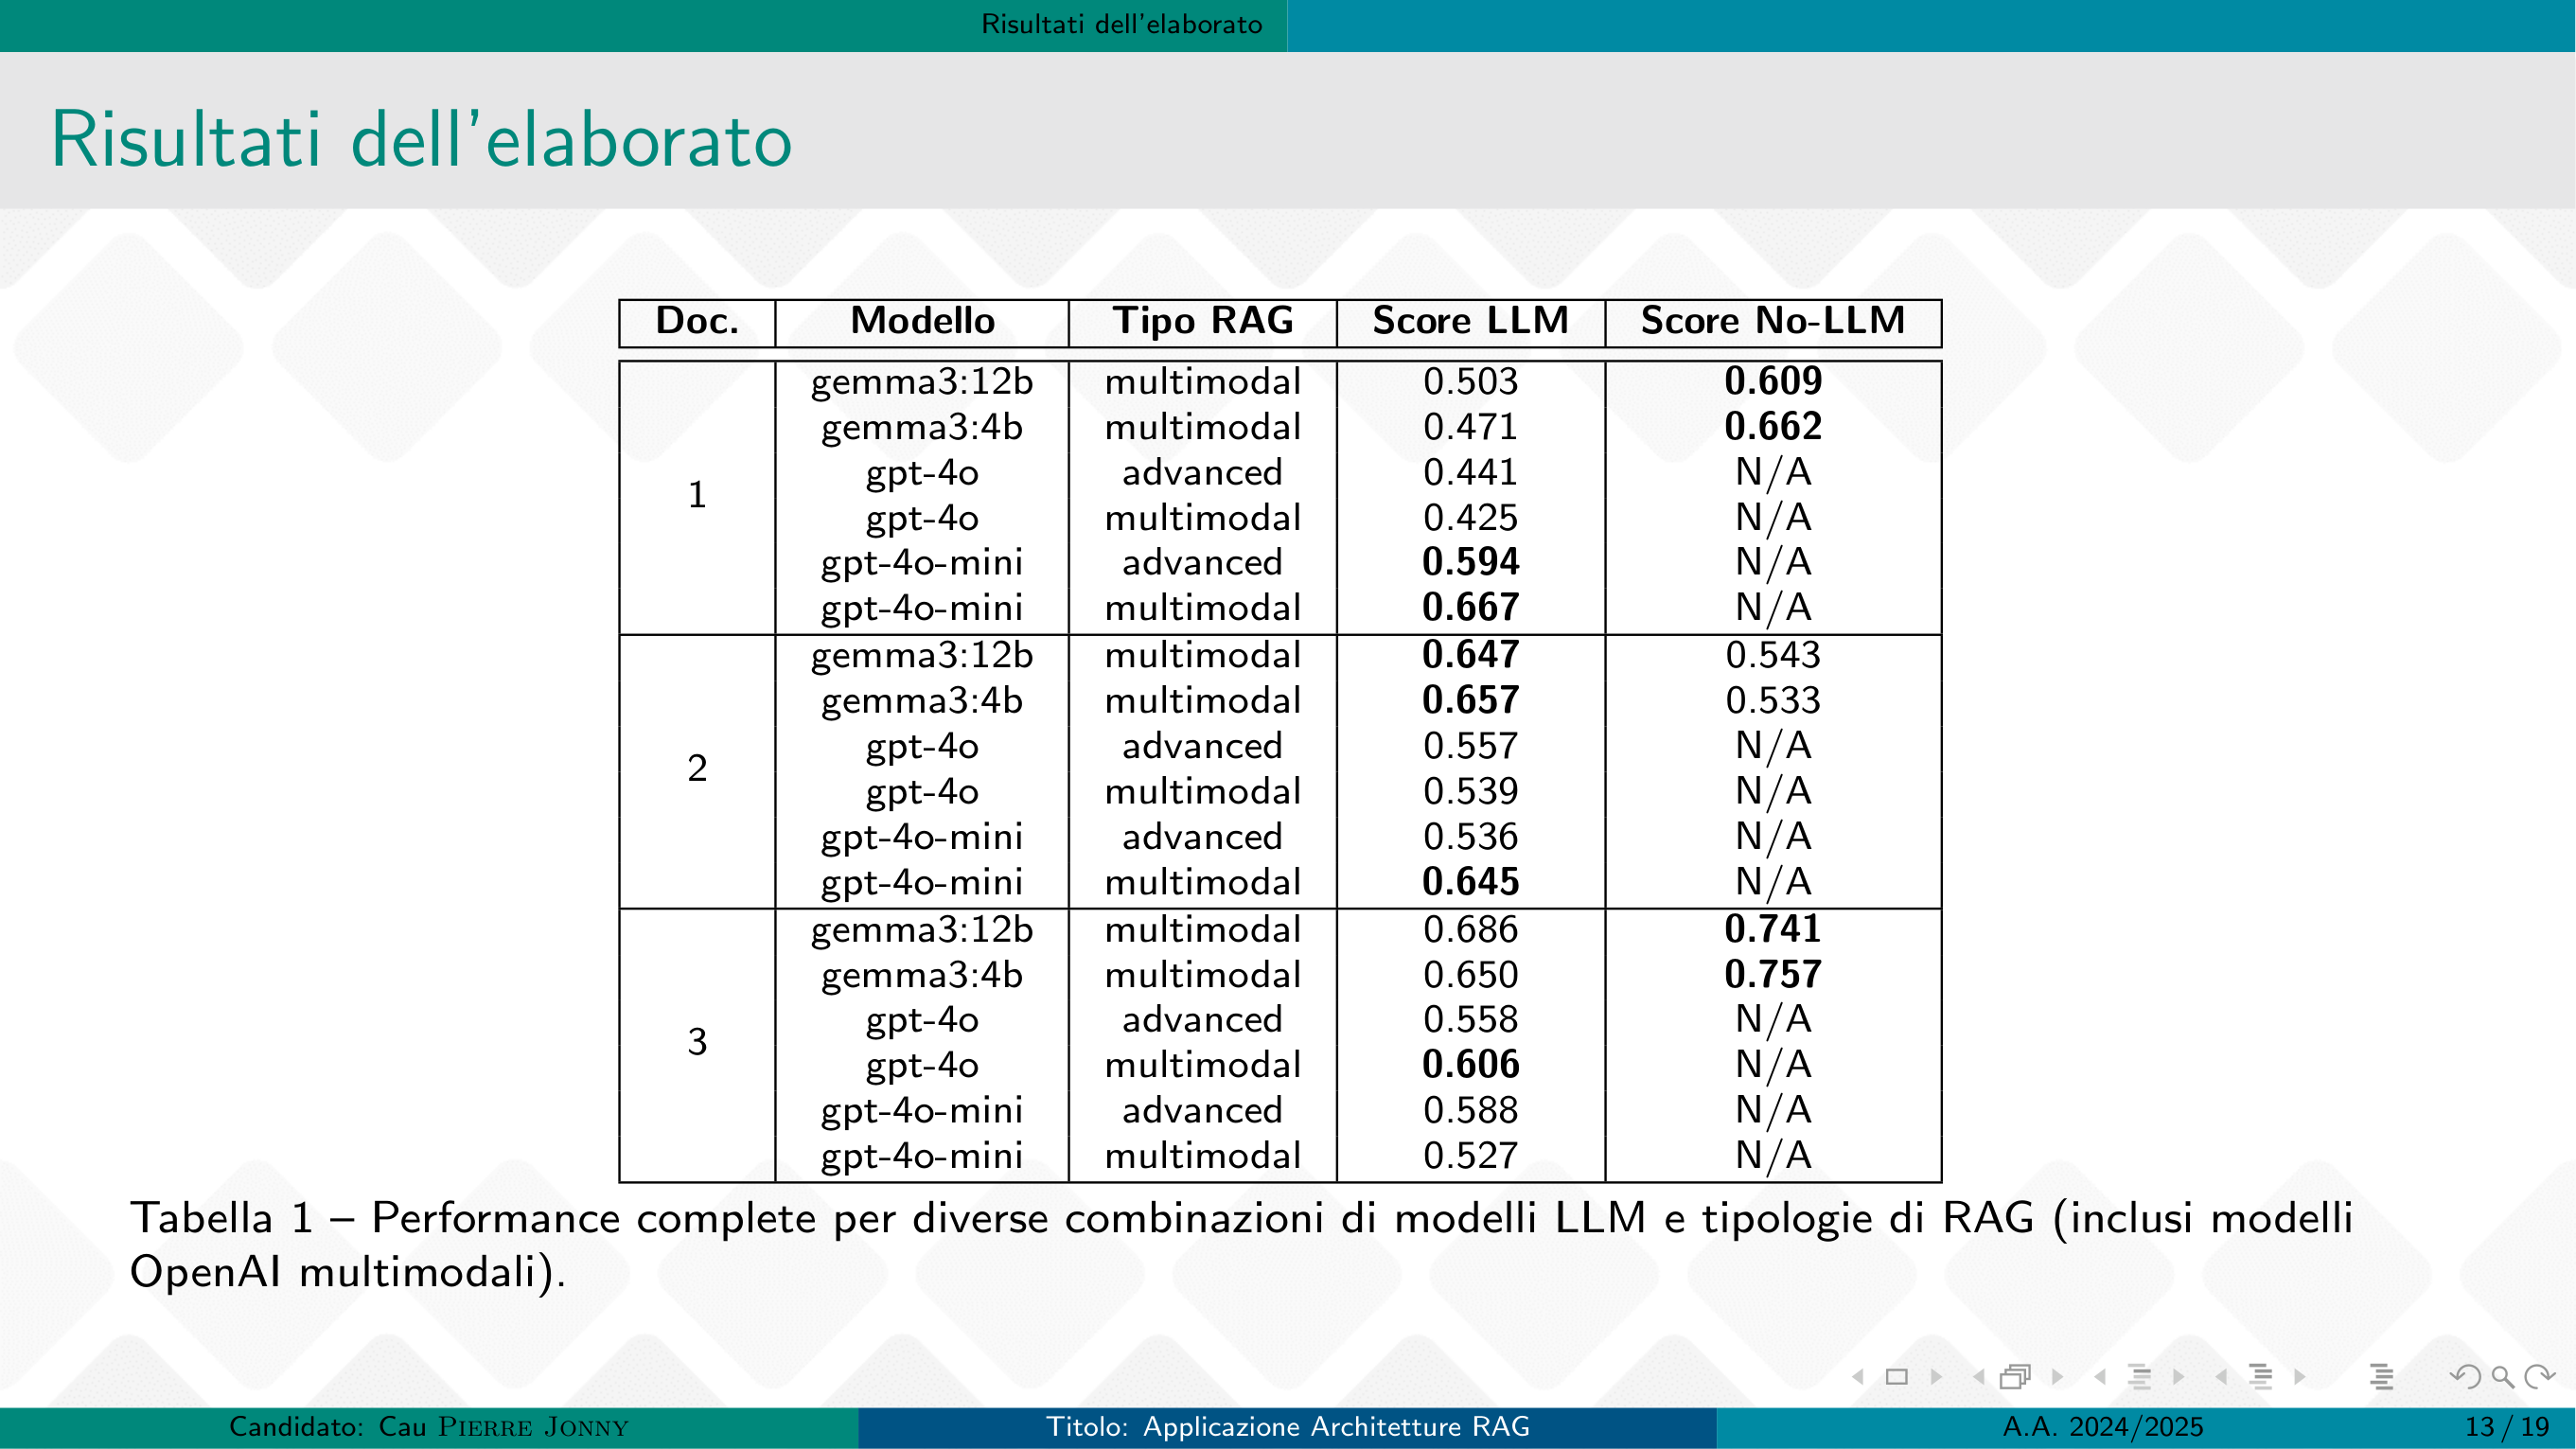 Risultati dell'elaborato
Risultati dell'elaborato
Doc. Modello Tipo RAG Score LLM Score No-LLM
1
gemma3:12b multimodal 0.503 0.609
gemma3:4b multimodal 0.471 0.662
gpt-4o advanced 0.441 N/A
gpt-4o multimodal 0.425 N/A
gpt-4o-mini advanced 0.594 N/A
gpt-4o-mini multimodal 0.667 N/A
2
gemma3:12b multimodal 0.647 0.543
gemma3:4b multimodal 0.657 0.533
gpt-4o advanced 0.557 N/A
gpt-4o multimodal 0.539 N/A
gpt-4o-mini advanced 0.536 N/A
gpt-4o-mini multimodal 0.645 N/A
3
gemma3:12b multimodal 0.686 0.741
gemma3:4b multimodal 0.650 0.757
gpt-4o advanced 0.558 N/A
gpt-4o multimodal 0.606 N/A
gpt-4o-mini advanced 0.588 N/A
gpt-4o-mini multimodal 0.527 N/A
Tabella 1 – Performance complete per diverse combinazioni di modelli LLM e tipologie di RAG (inclusi modelli
OpenAI multimodali).
Candidato: Cau Pierre Jonny Titolo: Applicazione Architetture RAG A.A. 2024/2025 13 / 19